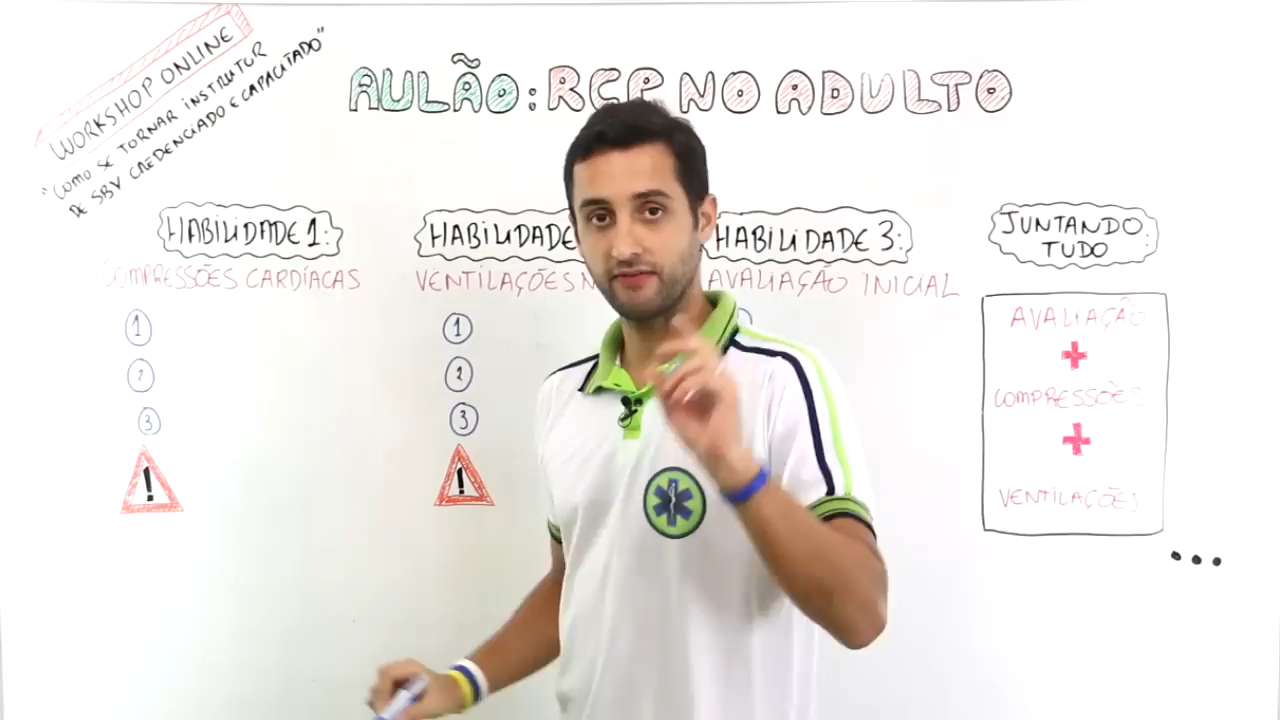 WORKSHOP ONLINE
"COMO SE TORNAR INSTRUTOR
DE SBV CREDENCIADO E CAPACITADO"
AULÃO: RCP NO ADULTO
HABILIDADE 1:
COMPRESSÕES CARDÍACAS
1
2
3
!
HABILIDADE
VENTILAÇÕES
1
2
3
!
HABILIDADE 3:
AVALIAÇÃO INICIAL
JUNTANDO
TUDO
AVALIAÇÃO
+
COMPRESSÕES
+
VENTILAÇÕES
...